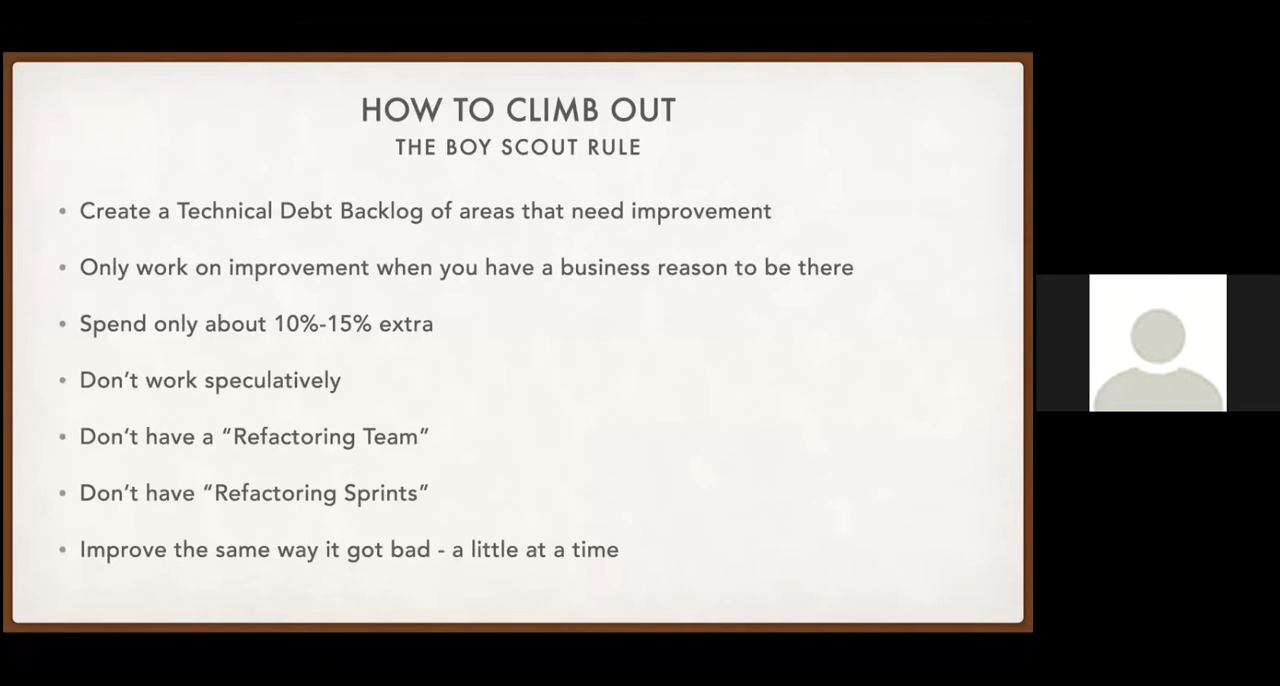 HOW TO CLIMB OUT
THE BOY SCOUT RULE
• Create a Technical Debt Backlog of areas that need improvement
• Only work on improvement when you have a business reason to be there
• Spend only about 10%-15% extra
• Don’t work speculatively
• Don’t have a “Refactoring Team”
• Don’t have “Refactoring Sprints”
• Improve the same way it got bad - a little at a time